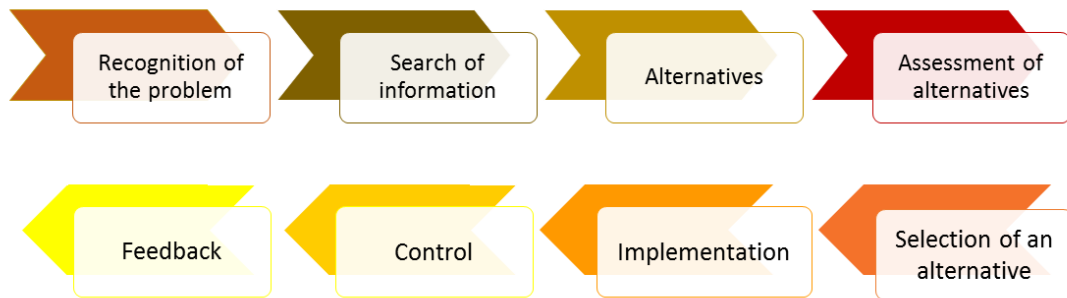 Recognition of
the problem
Search of
information
Alternatives
Assessment of
alternatives
Feedback
Control
Implementation
Selection of an
alternative